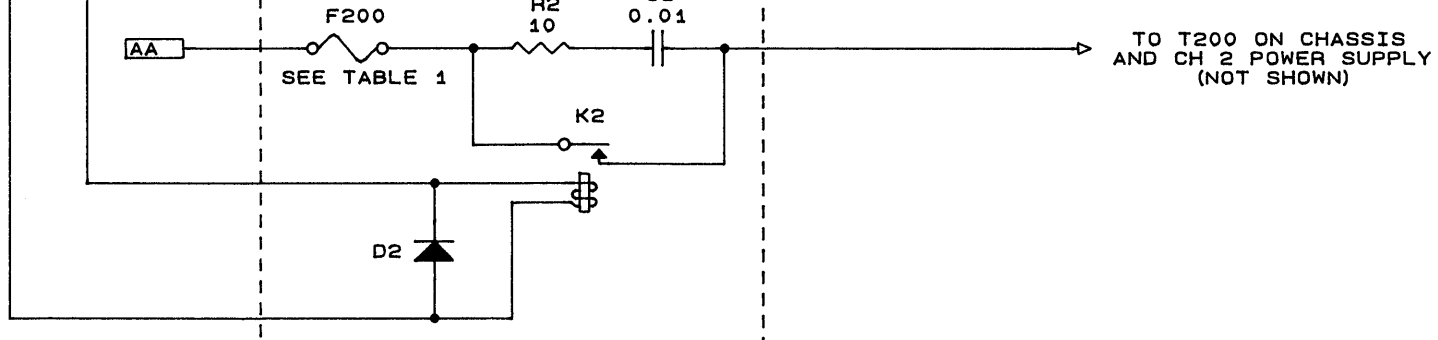 F200
R2
10
0.01
AA
SEE TABLE 1
TO T200 ON CHASSIS
AND CH 2 POWER SUPPLY
(NOT SHOWN)
K2
D2